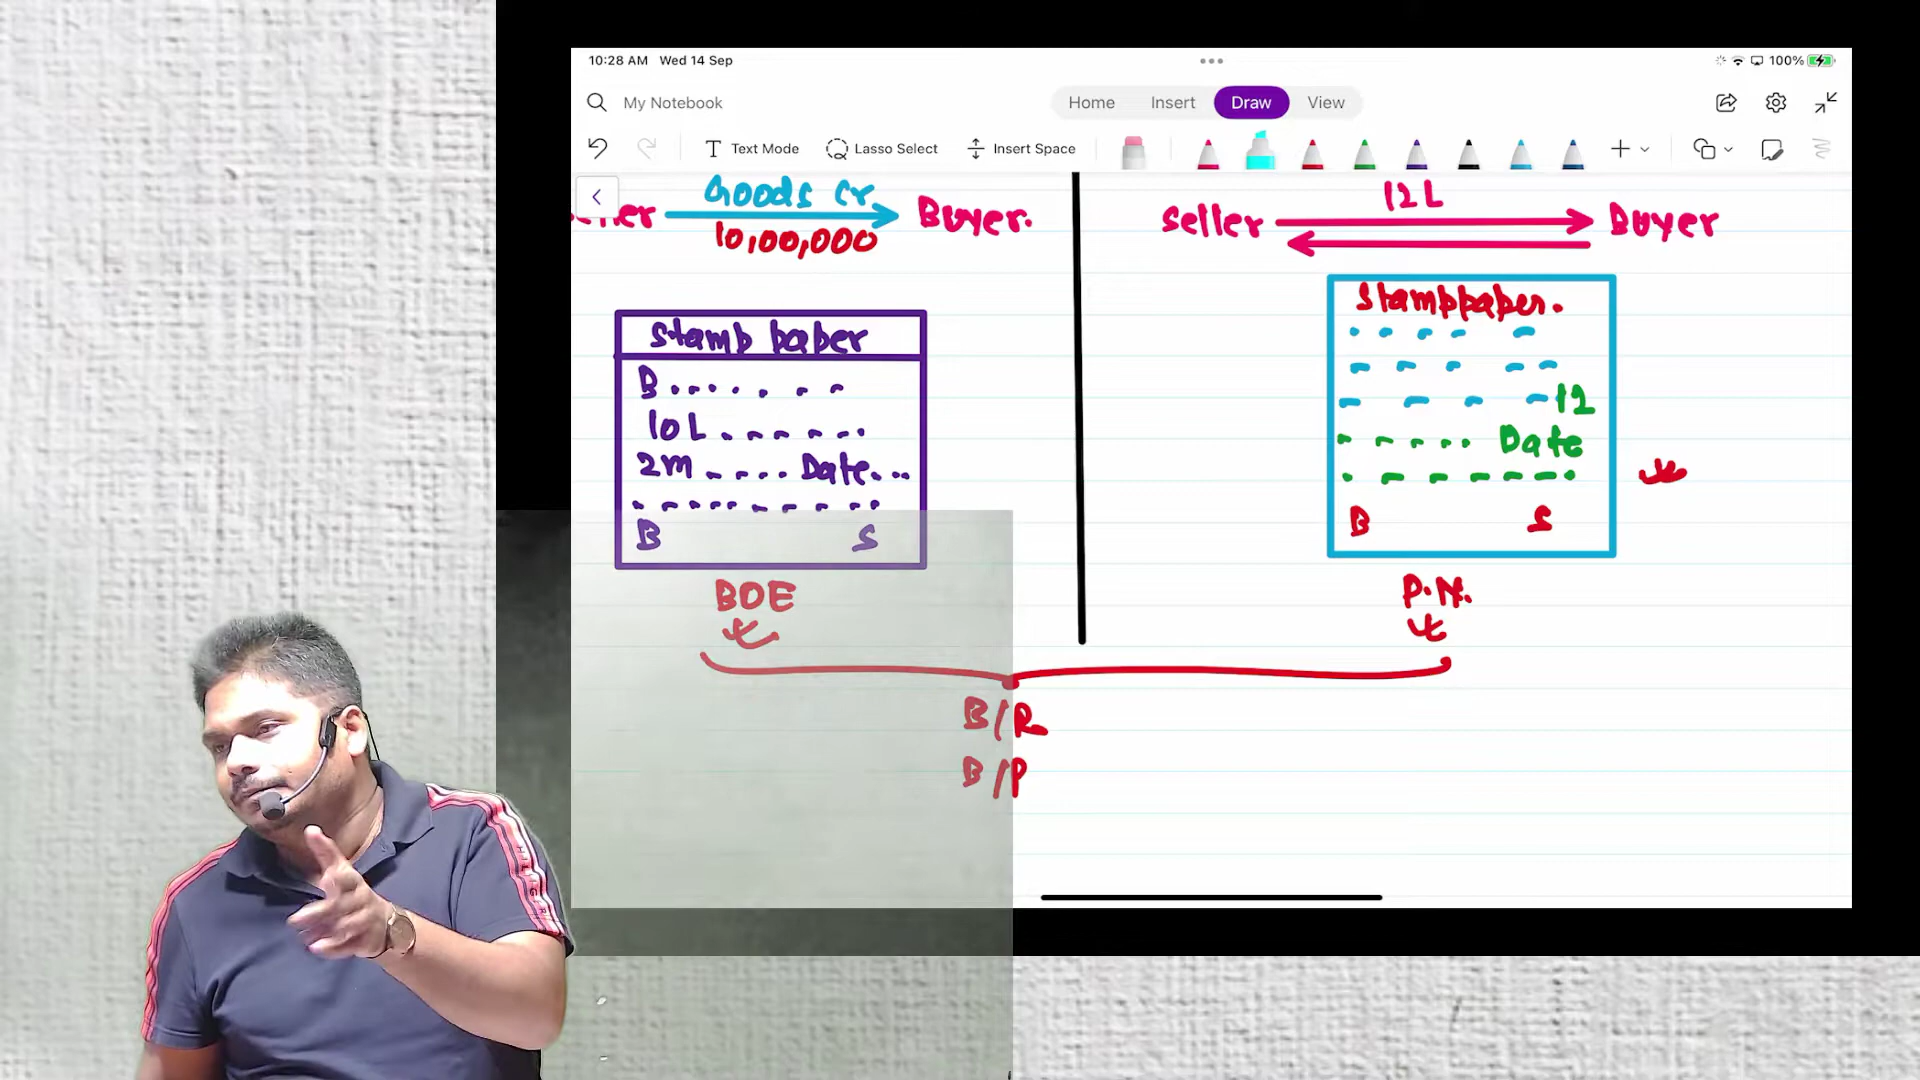 10:28 AM Wed 14 Sep
100%
My Notebook
Home Insert Draw View
Text Mode
Lasso Select
Insert Space
Goods Cr
Buyer.
10,00,000
12 L
Seller
Buyer
Stamp paper
B
10 L
2m Date
B S
BOE
Stamppaper.
12
Date
B S
P.N.
B/R
B/P